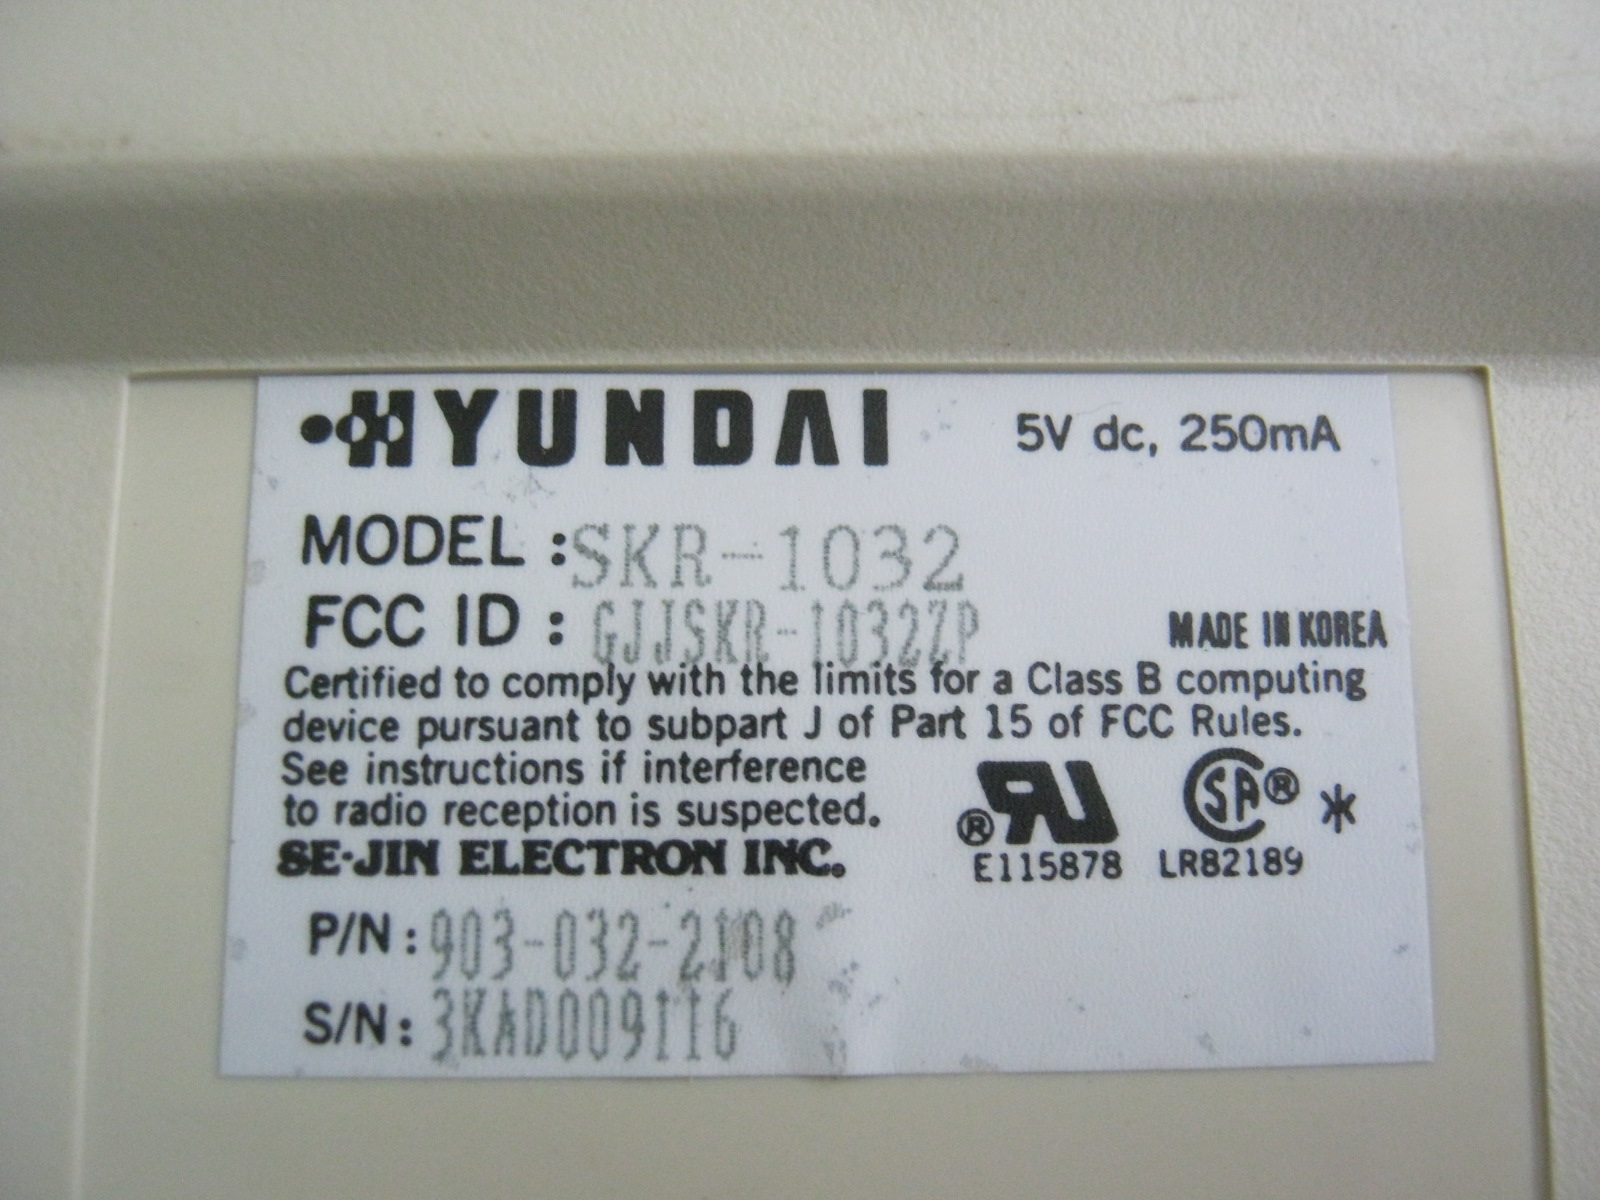 HYUNDAI 5V dc, 250mA
MODEL : SKR-1032
FCC ID : GJJSKR-1032ZP MADE IN KOREA
Certified to comply with the limits for a Class B computing
device pursuant to subpart J of Part 15 of FCC Rules.
See instructions if interference
to radio reception is suspected.
SE-JIN ELECTRON INC.
® RU SA® *
E115878 LR82189
P/N: 903-032-2J08
S/N: 3KAD009116